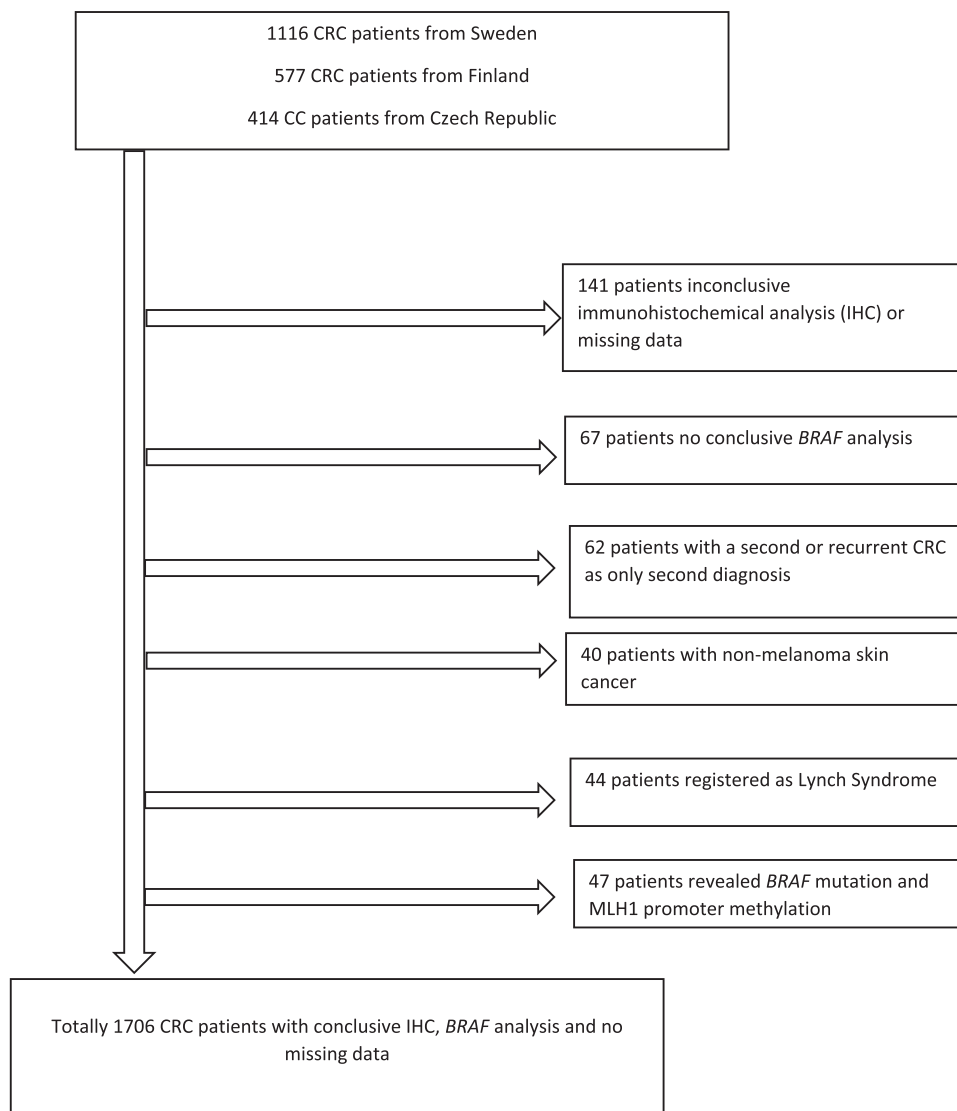 1116 CRC patients from Sweden
577 CRC patients from Finland
414 CC patients from Czech Republic
141 patients inconclusive
immunohistochemical analysis (IHC) or
missing data
67 patients no conclusive BRAF analysis
62 patients with a second or recurrent CRC
as only second diagnosis
40 patients with non-melanoma skin
cancer
44 patients registered as Lynch Syndrome
47 patients revealed BRAF mutation and
MLH1 promoter methylation
Totally 1706 CRC patients with conclusive IHC, BRAF analysis and no
missing data